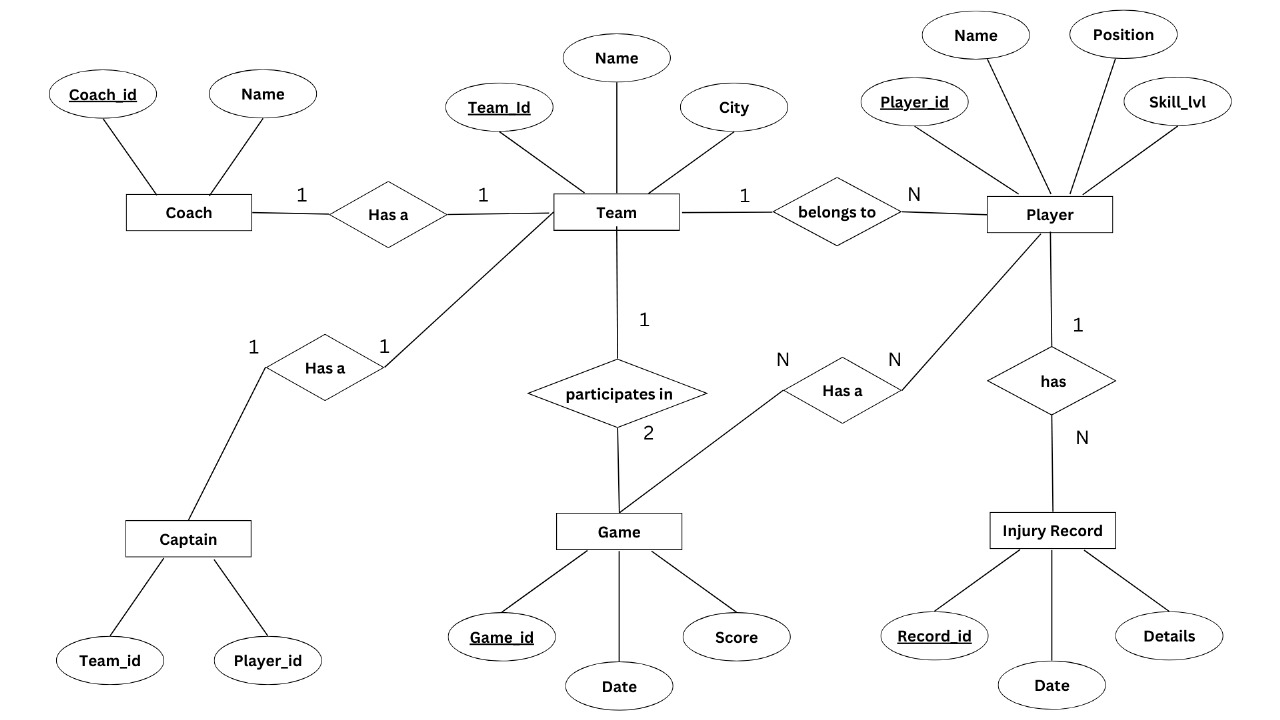 Name
Position
Name
Coach_id
Name
Team_Id
City
Player_id
Skill_lvl
1
1
1
N
Coach
Has a
Team
belongs to
Player
1
1
1
N
N
1
Has a
participates in
Has a
has
2
N
Captain
Game
Injury Record
Team_id
Player_id
Game_id
Score
Record_id
Details
Date
Date